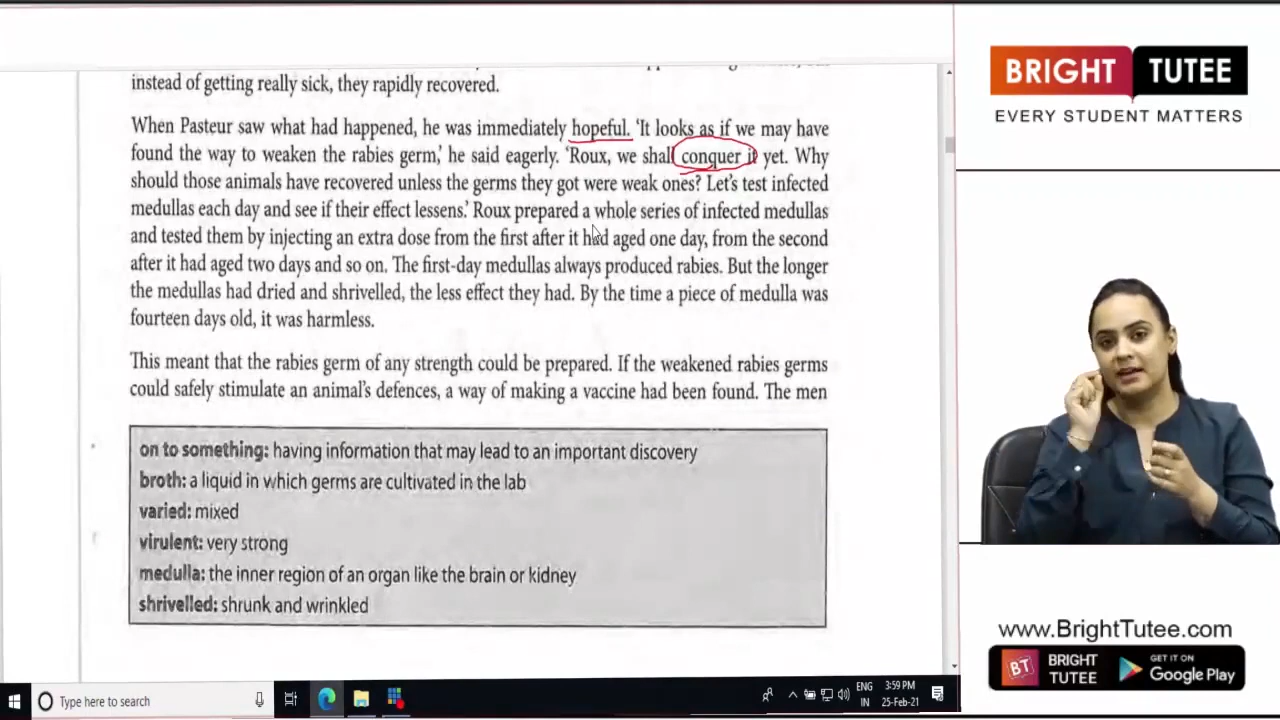 instead of getting really sick, they rapidly recovered.
When Pasteur saw what had happened, he was immediately hopeful. 'It looks as if we may have
found the way to weaken the rabies germ,' he said eagerly. 'Roux, we shall conquer it yet. Why
should those animals have recovered unless the germs they got were weak ones? Let's test infected
medullas each day and see if their effect lessens.' Roux prepared a whole series of infected medullas
and tested them by injecting an extra dose from the first after it had aged one day, from the second
after it had aged two days and so on. The first-day medullas always produced rabies. But the longer
the medullas had dried and shrivelled, the less effect they had. By the time a piece of medulla was
fourteen days old, it was harmless.
This meant that the rabies germ of any strength could be prepared. If the weakened rabies germs
could safely stimulate an animal's defences, a way of making a vaccine had been found. The men
on to something: having information that may lead to an important discovery
broth: a liquid in which germs are cultivated in the lab
varied: mixed
virulent: very strong
medulla: the inner region of an organ like the brain or kidney
shrivelled: shrunk and wrinkled
BRIGHT TUTEE
EVERY STUDENT MATTERS
www.BrightTutee.com
BT
BRIGHT
TUTEE
GET IT ON
Google Play
Type here to search
ENG
IN
3:59 PM
25-Feb-21